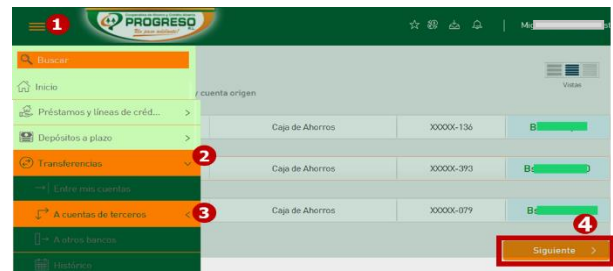 1
PROGRESO
Buscar
Inicio
y cuenta origen
Vistas
Préstamos y líneas de créd... >
Caja de Ahorros XXXXX-136 B
Depósitos a plazo >
Transferencias 2
Caja de Ahorros XXXXX-393 Bs
→| Entre mis cuentas
A cuentas de terceros 3
Caja de Ahorros XXXXX-079 Bs
4
A otros bancos
Siguiente >
Histórico